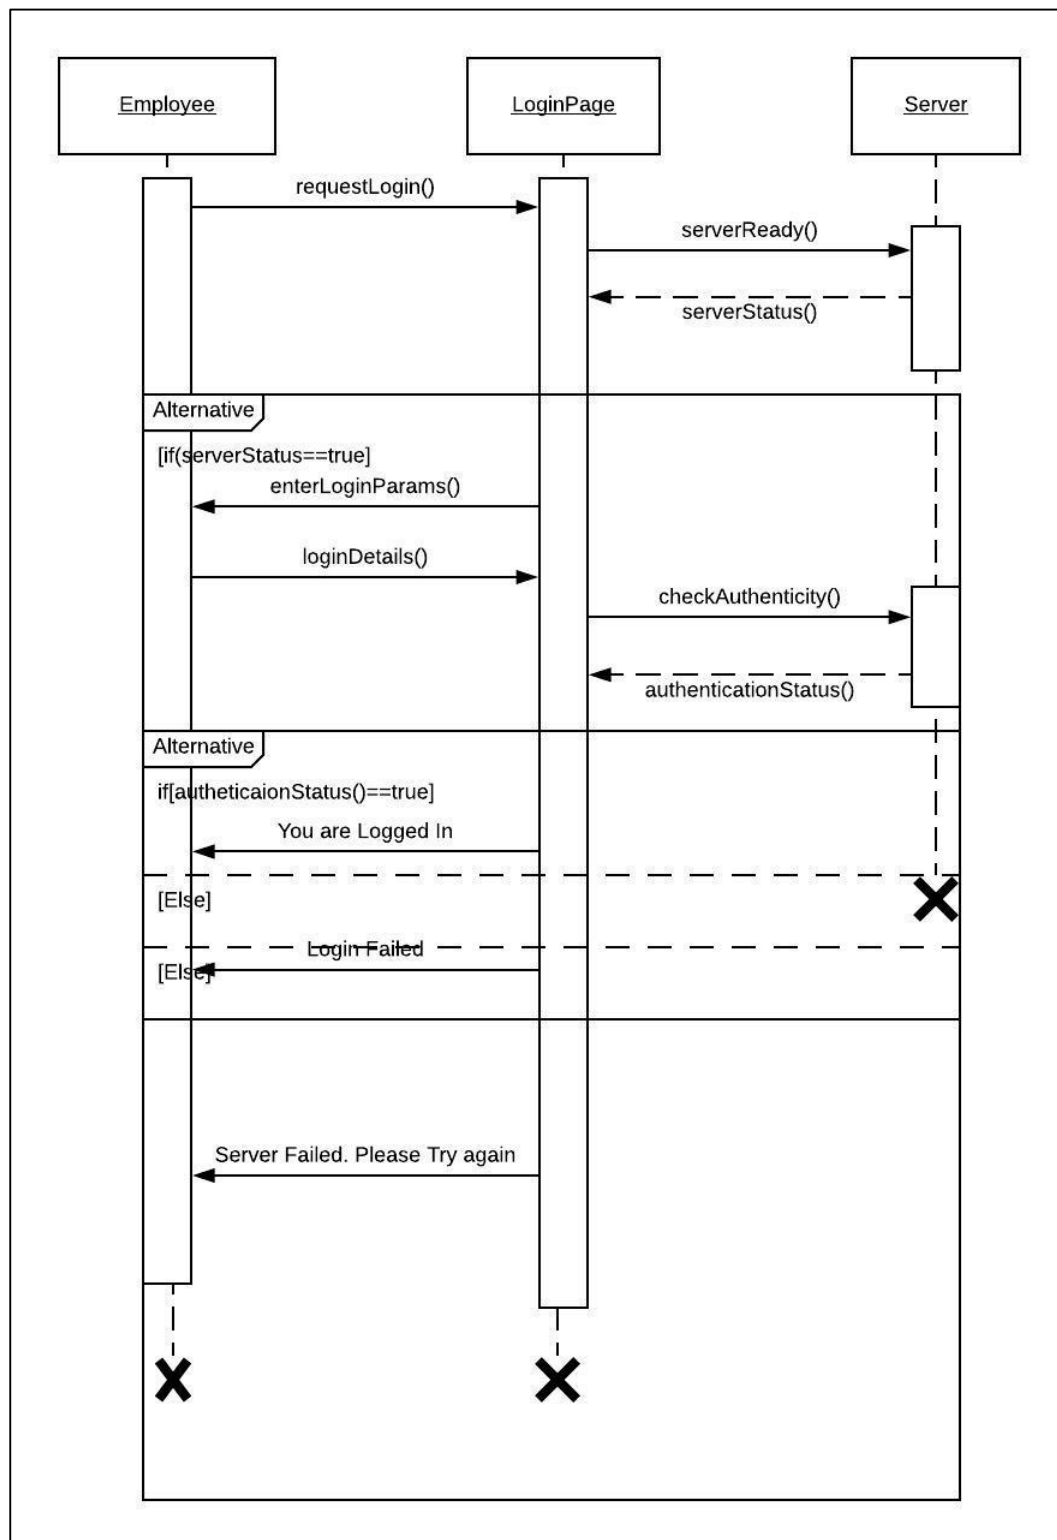 Employee
LoginPage
Server
requestLogin()
serverReady()
serverStatus()
Alternative
[if(serverStatus==true]
enterLoginParams()
loginDetails()
checkAuthenticity()
authenticationStatus()
Alternative
if[autheticaionStatus()==true]
You are Logged In
[Else]
Login Failed
[Else]
Server Failed. Please Try again